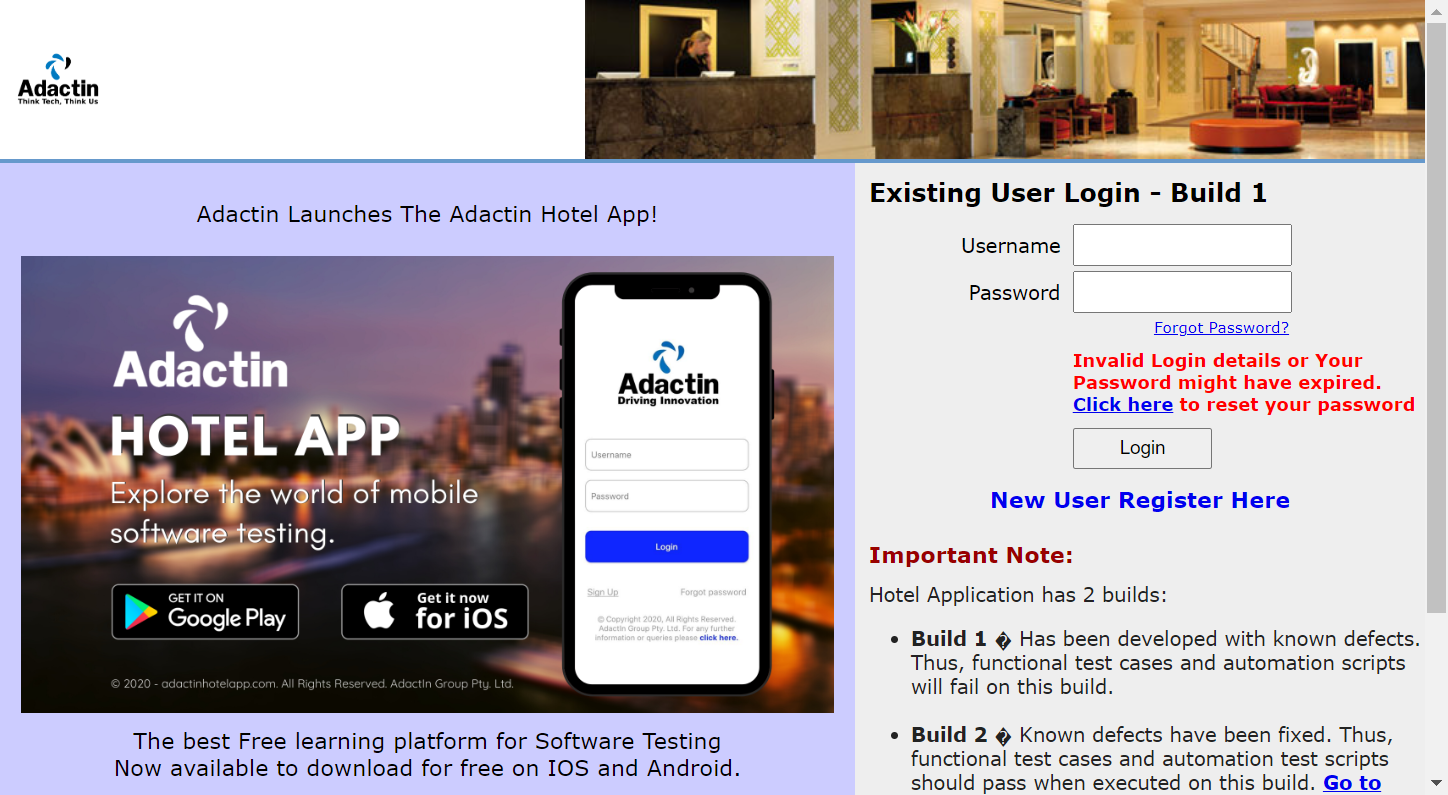 Adactin
Think Tech, Think Us
Adactin Launches The Adactin Hotel App!
Adactin
HOTEL APP
Explore the world of mobile
software testing.
GET IT ON
Google Play
Get it now
for iOS
© 2020 - adactinhotelapp.com. All Rights Reserved. AdactIn Group Pty. Ltd.
Adactin
Driving Innovation
Username
Password
Login
Sign Up Forgot password
© Copyright 2020, All Rights Reserved.
AdactIn Group Pty. Ltd. For any further
information or queries please click here.
The best Free learning platform for Software Testing
Now available to download for free on IOS and Android.
Existing User Login - Build 1
Username
Password
Forgot Password?
Invalid Login details or Your
Password might have expired.
Click here to reset your password
Login
New User Register Here
Important Note:
Hotel Application has 2 builds:
• Build 1 � Has been developed with known defects.
Thus, functional test cases and automation scripts
will fail on this build.
• Build 2 � Known defects have been fixed. Thus,
functional test cases and automation test scripts
should pass when executed on this build. Go to